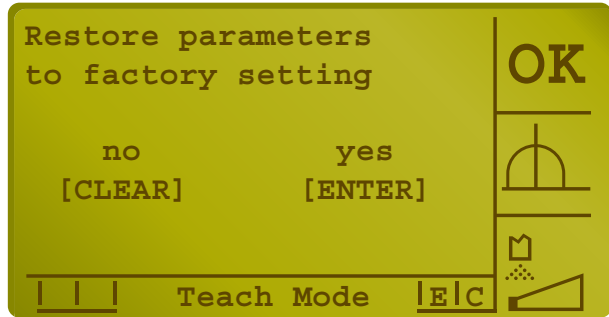 Restore parameters
to factory setting
OK
no yes
[CLEAR] [ENTER]
Teach Mode E C